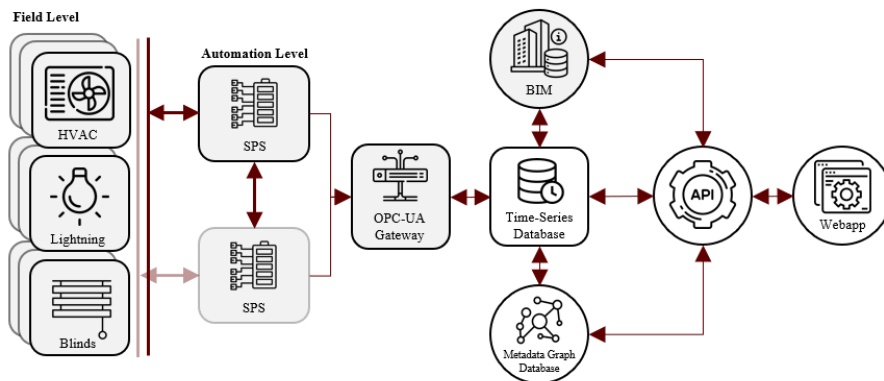 Field Level
Automation Level
HVAC
Lightning
Blinds
SPS
SPS
OPC-UA
Gateway
BIM
Time-Series
Database
Metadata Graph
Database
API
Webapp